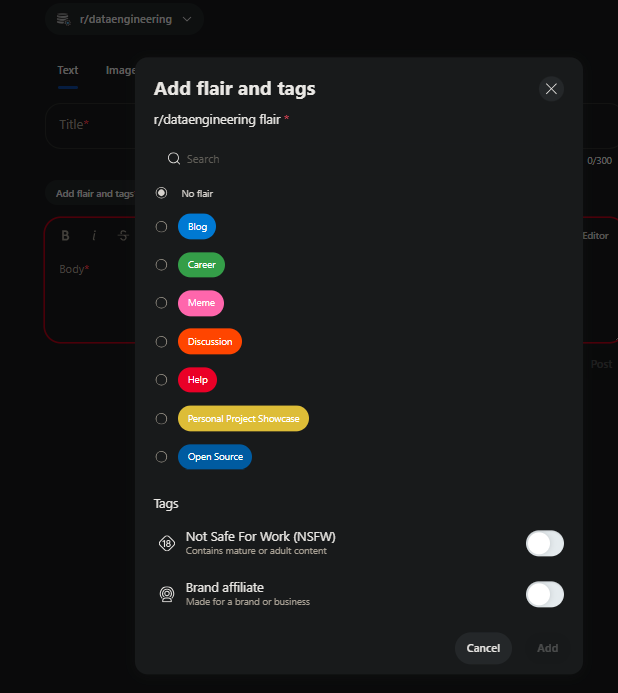 r/dataengineering
Text
Image
Add flair and tags
r/dataengineering flair *
Title*
Search
0/300
No flair
Add flair and tags*
Blog
B i S
Editor
Career
Body*
Meme
Discussion
Post
Help
Personal Project Showcase
Open Source
Tags
18
Not Safe For Work (NSFW)
Contains mature or adult content
Brand affiliate
Made for a brand or business
Cancel
Add